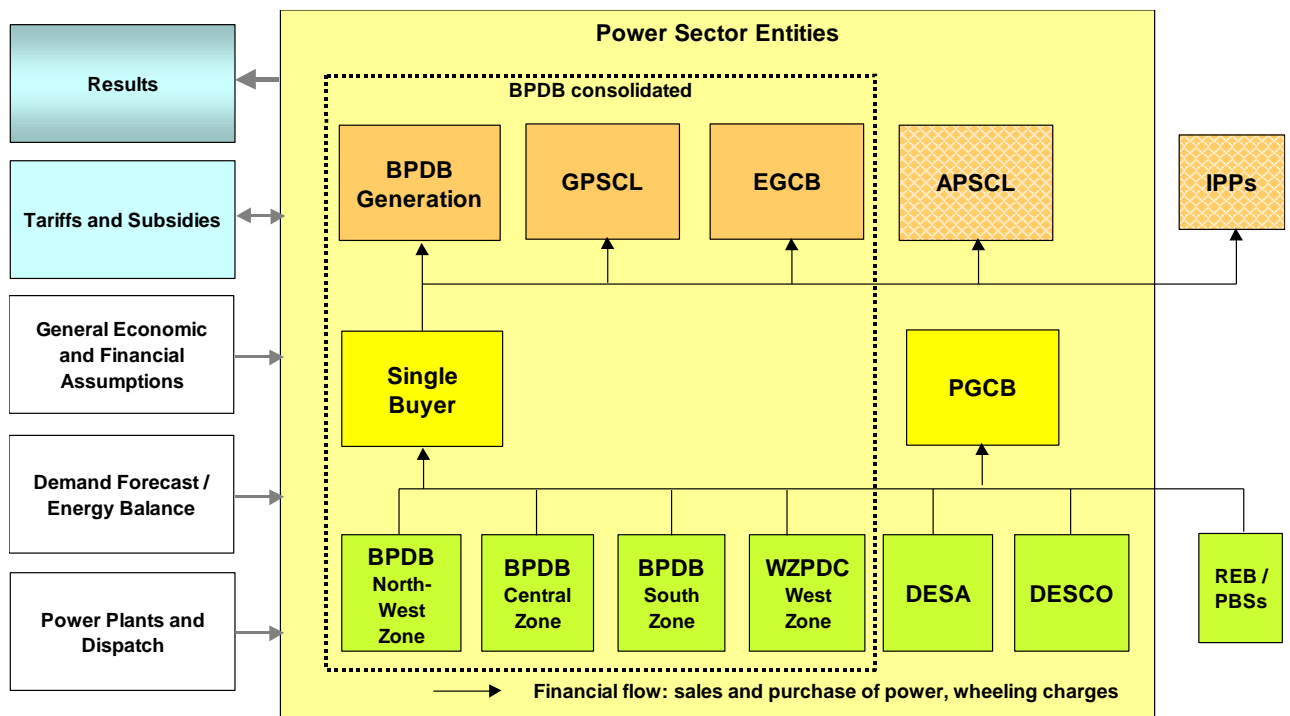 Power Sector Entities
Results
BPDB consolidated
BPDB
Generation
GPSCL
EGCB
APSCL
IPPs
Tariffs and Subsidies
General Economic
and Financial
Assumptions
Single
Buyer
PGCB
Demand Forecast /
Energy Balance
BPDB
North-
West
Zone
BPDB
Central
Zone
BPDB
South
Zone
WZPDC
West
Zone
DESA
DESCO
REB /
PBSs
Power Plants and
Dispatch
Financial flow: sales and purchase of power, wheeling charges